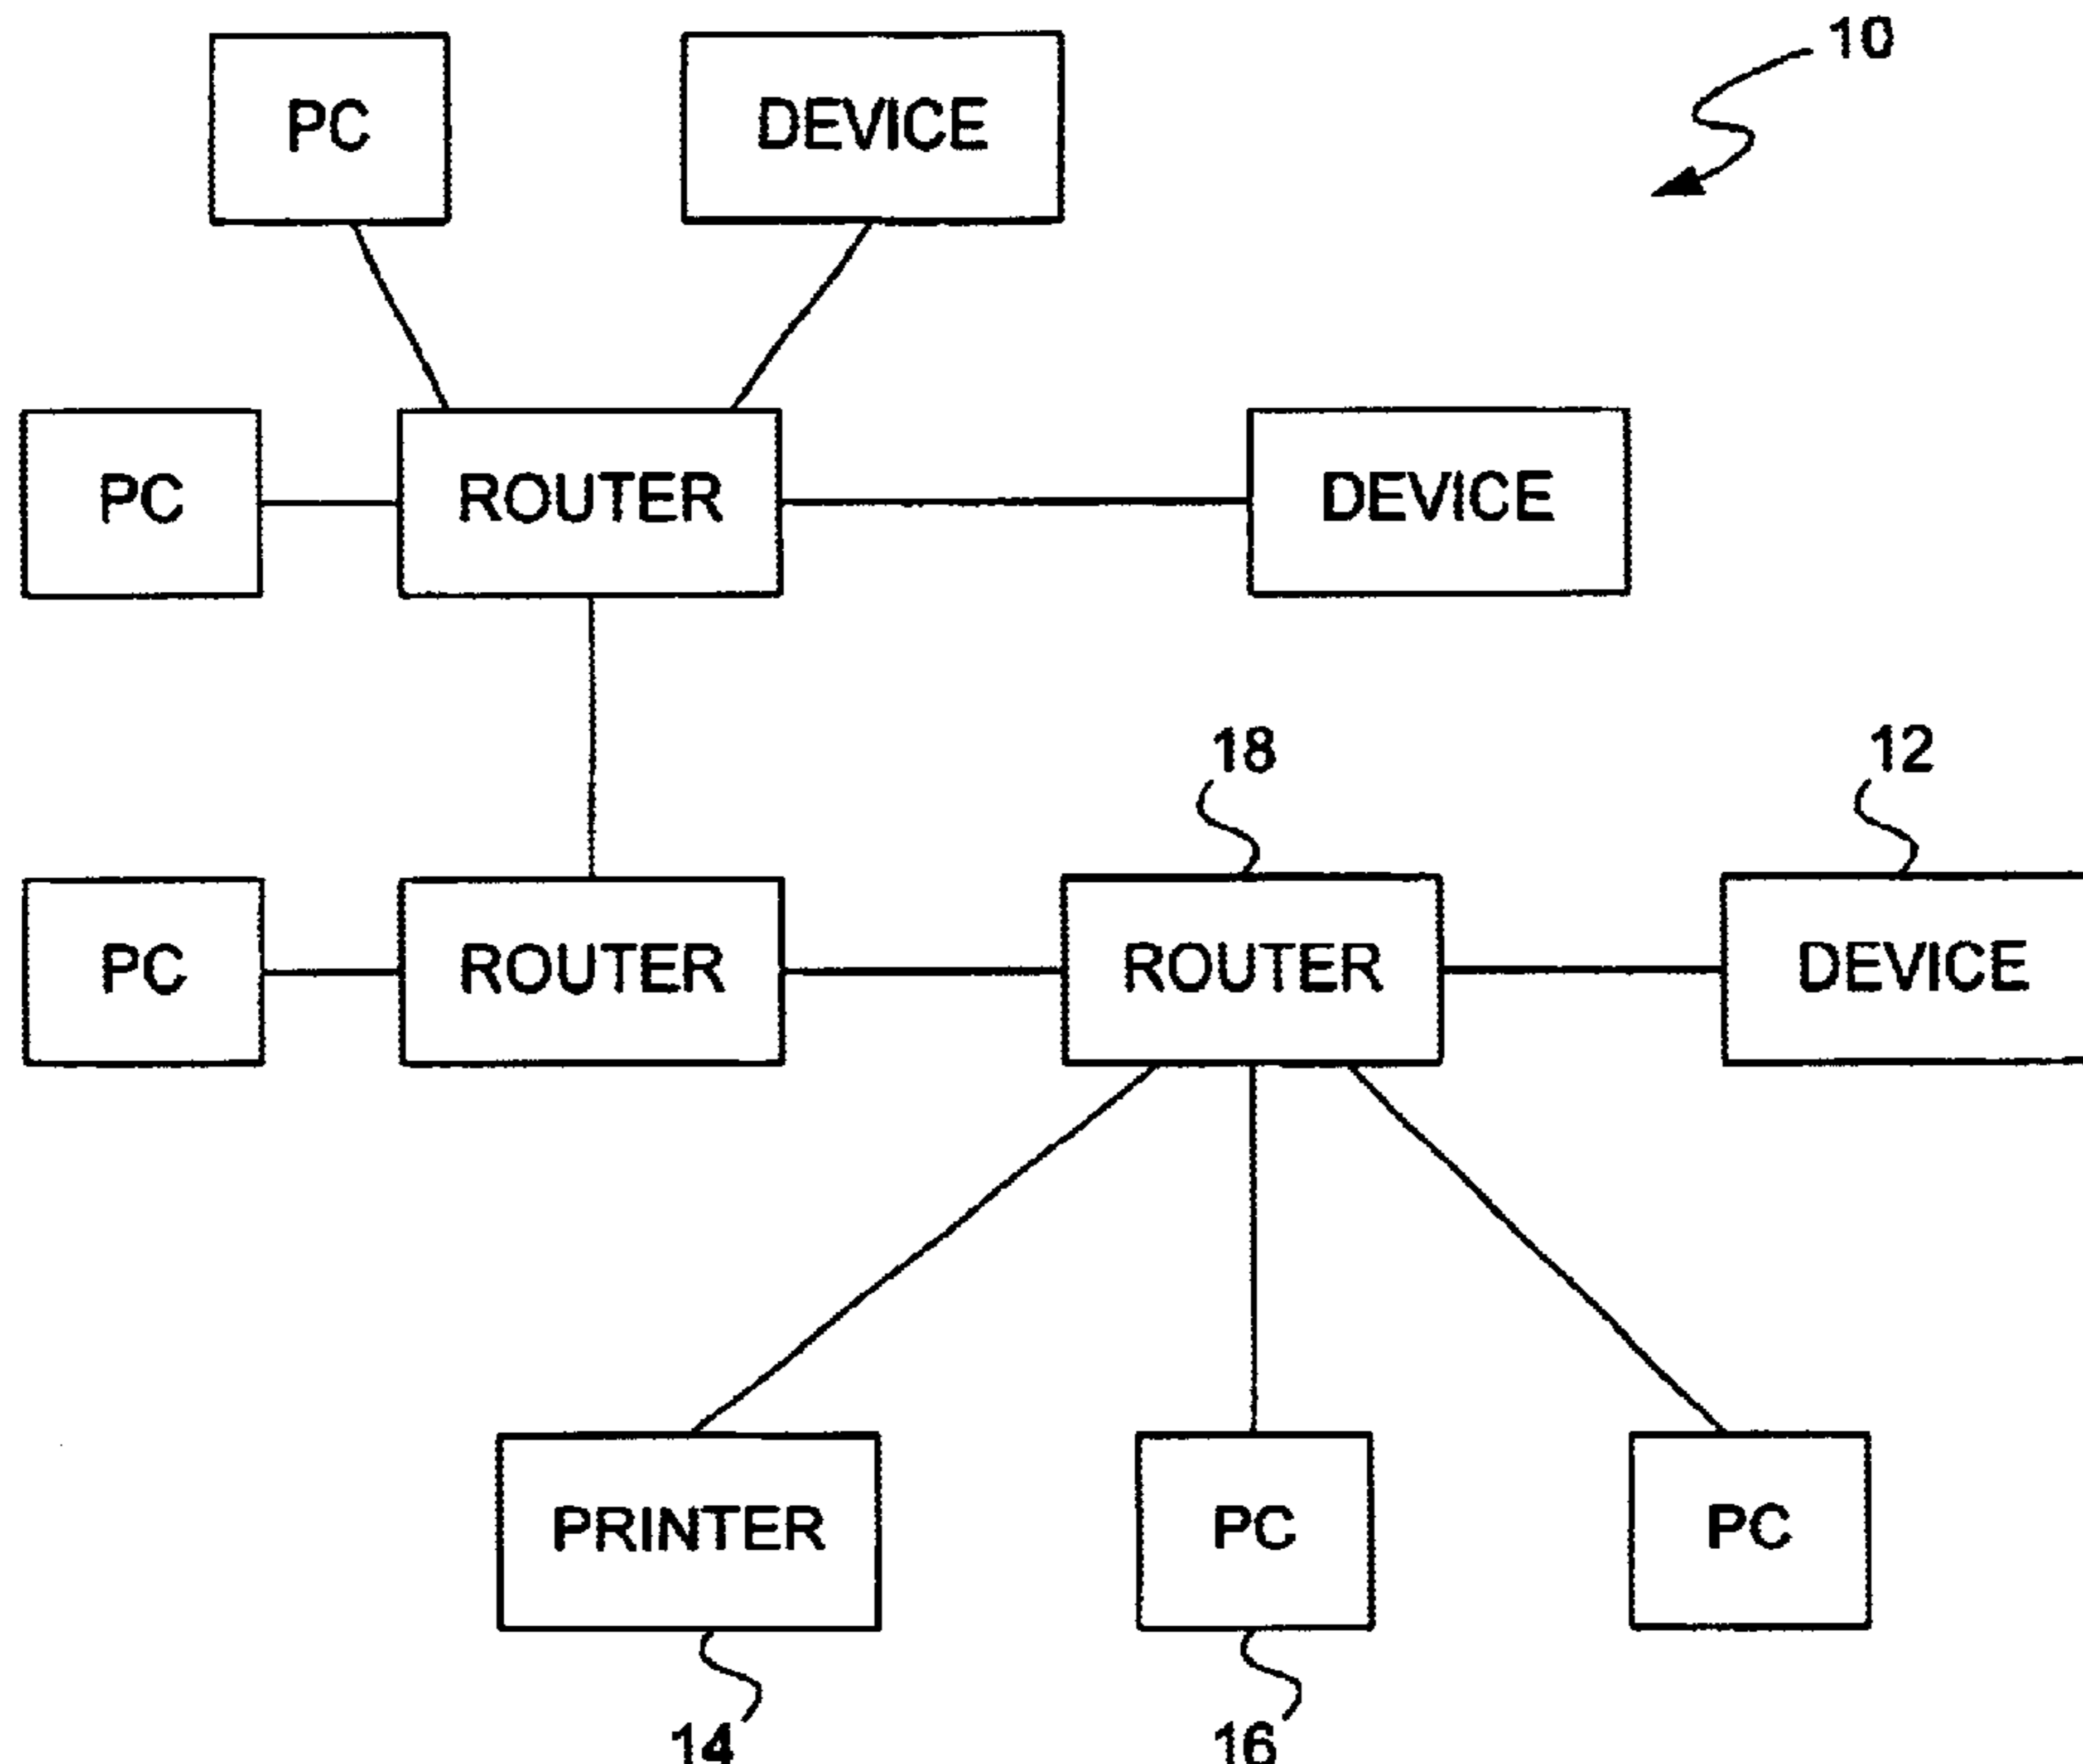 10
PC
DEVICE
PC
ROUTER
DEVICE
18
12
PC
ROUTER
ROUTER
DEVICE
PRINTER
PC
PC
14
16